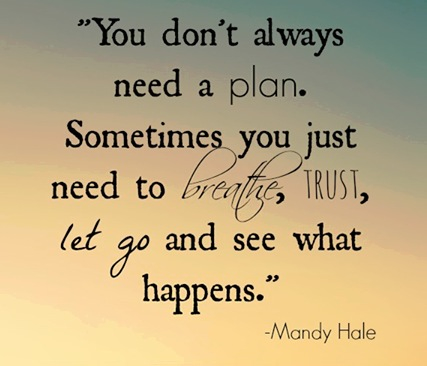 ”You don't always
need a plan.
Sometimes you just
need to breathe, TRUST,
let go and see what
happens.”
-Mandy Hale